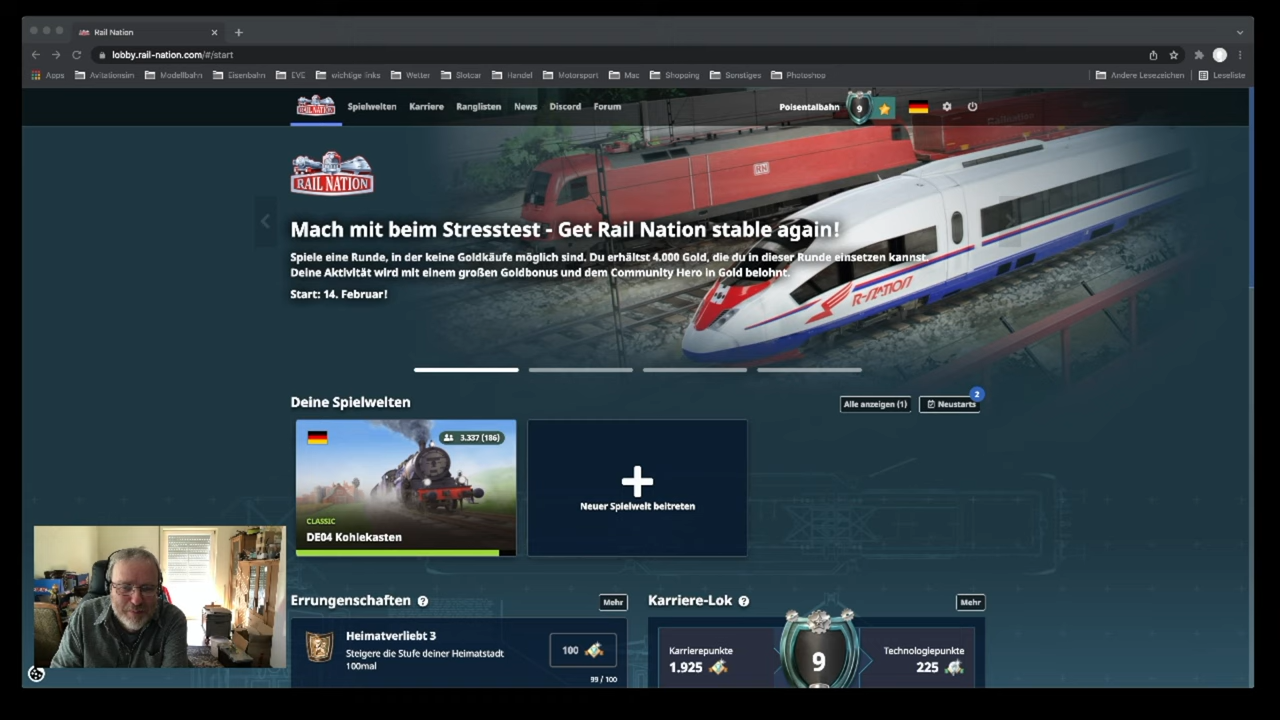 Rail Nation
lobby.rail-nation.com/#/start
Apps Avitationsim Modellbahn Eisenbahn EVE wichtige links Wetter Slotcar Handel Motorsport Mac Shopping Sonstiges Photoshop Andere Lesezeichen Leseliste
RAIL NATION Spielwelten Karriere Ranglisten News Discord Forum Poisentalbahn 9
RAIL NATION
DB
Mach mit beim Stresstest - Get Rail Nation stable again!
Spiele eine Runde, in der keine Goldkäufe möglich sind. Du erhältst 4.000 Gold, die du in dieser Runde einsetzen kannst.
Deine Aktivität wird mit einem großen Goldbonus und dem Community Hero in Gold belohnt.
R-NATION
Start: 14. Februar!
Deine Spielwelten
Alle anzeigen (1)
Neustarts
2
3.337 (186)
Neuer Spielwelt beitreten
CLASSIC
DE04 Kohlekasten
Errungenschaften ?
Mehr
Karriere-Lok ?
Mehr
Heimatverliebt 3
Steigere die Stufe deiner Heimatstadt
100mal
100
99 / 100
Karrierepunkte
1.925
9
Technologiepunkte
225